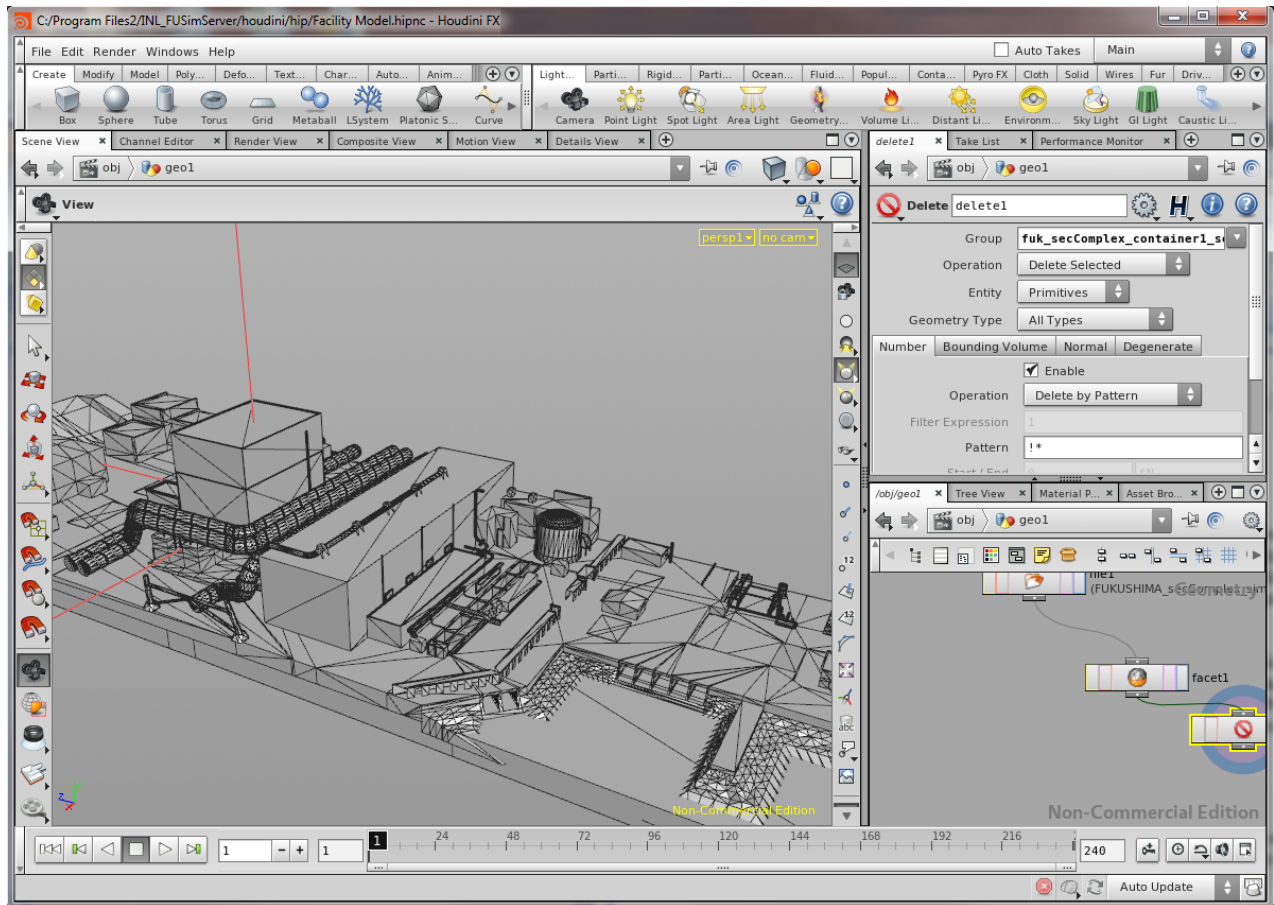 C:/Program Files2/INL_FUSimServer/houdini/hip/Facility Model.hipnc - Houdini FX
File Edit Render Windows Help
Auto Takes Main
Create Modify Model Poly... Defo... Text... Char... Auto... Anim...
Light... Parti... Rigid... Parti... Ocean... Fluid... Popul... Conta... Pyro FX Cloth Solid Wires Fur Driv...
Box Sphere Tube Torus Grid Metaball LSystem Platonic S... Curve
Camera Point Light Spot Light Area Light Geometry... Volume Li... Distant Li... Environm... Sky Light GI Light Caustic Li...
Scene View Channel Editor Render View Composite View Motion View Details View
delete1 Take List Performance Monitor
obj geo1
obj geo1
View
Delete delete1
persp1 no cam
Group fuk_secComplex_container1_s
Operation Delete Selected
Entity Primitives
Geometry Type All Types
Number Bounding Volume Normal Degenerate
Enable
Operation Delete by Pattern
Filter Expression 1
Pattern !*
Start / End 0
/obj/geo1 Tree View Material P... Asset Bro...
obj geo1
12
12
abc
file1
Geometry
facet1
z
Non-Commercial Edition
Non-Commercial Edition
1 - + 1
1 24 48 72 96 120 144 168 192 216
240
Auto Update